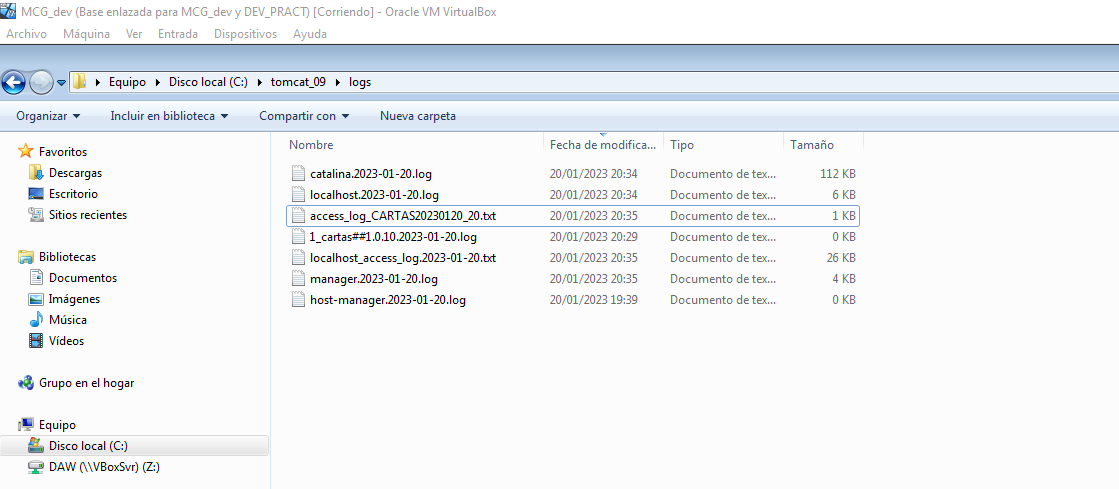 MCG_dev (Base enlazada para MCG_dev y DEV_PRACT) [Corriendo] - Oracle VM VirtualBox
Archivo Máquina Ver Entrada Dispositivos Ayuda
Equipo Disco local (C:) tomcat_09 logs
Organizar Incluir en biblioteca Compartir con Nueva carpeta
Favoritos
Descargas
Escritorio
Sitios recientes
Bibliotecas
Documentos
Imágenes
Música
Vídeos
Grupo en el hogar
Equipo
Disco local (C:)
DAW (\\VBoxSvr) (Z:)
Nombre Fecha de modifica... Tipo Tamaño
catalina.2023-01-20.log 20/01/2023 20:34 Documento de tex... 112 KB
localhost.2023-01-20.log 20/01/2023 20:34 Documento de tex... 6 KB
access_log_CARTAS20230120_20.txt 20/01/2023 20:35 Documento de tex... 1 KB
1_cartas##1.0.10.2023-01-20.log 20/01/2023 20:29 Documento de tex... 0 KB
localhost_access_log.2023-01-20.txt 20/01/2023 20:35 Documento de tex... 26 KB
manager.2023-01-20.log 20/01/2023 20:35 Documento de tex... 4 KB
host-manager.2023-01-20.log 20/01/2023 19:39 Documento de tex... 0 KB